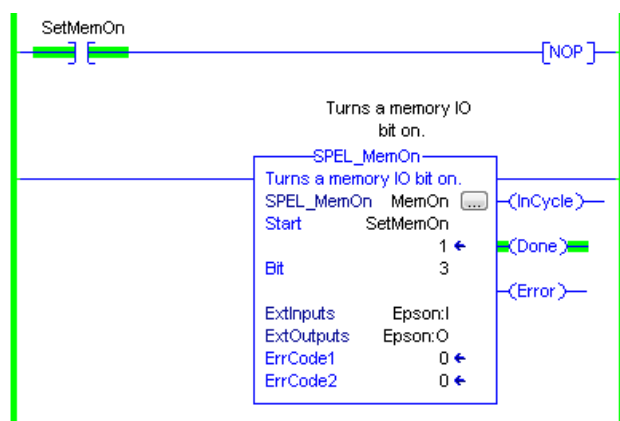 SetMemOn
NOP
Turns a memory IO
bit on.
SPEL_MemOn
Turns a memory IO bit on.
SPEL_MemOn MemOn ...
(InCycle)
Start SetMemOn
1
(Done)
Bit 3
(Error)
ExtInputs Epson:I
ExtOutputs Epson:O
ErrCode1 0
ErrCode2 0